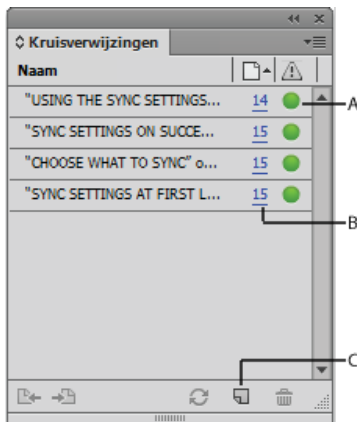 Kruisverwijzingen
Naam
"USING THE SYNC SETTINGS... 14
A
"SYNC SETTINGS ON SUCCE... 15
"CHOOSE WHAT TO SYNC" o... 15
"SYNC SETTINGS AT FIRST L... 15
B
C